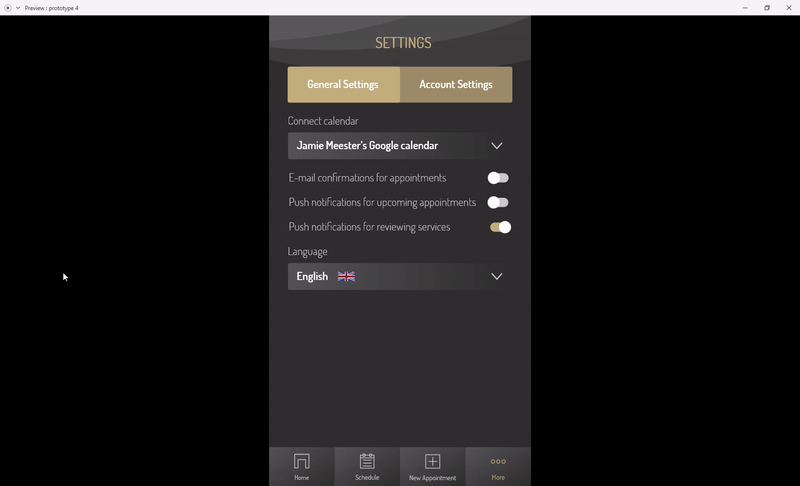 Preview : prototype 4
SETTINGS
General Settings
Account Settings
Connect calendar
Jamie Meester's Google calendar
E-mail confirmations for appointments
Push notifications for upcoming appointments
Push notifications for reviewing services
Language
English
Home
Schedule
New Appointment
More